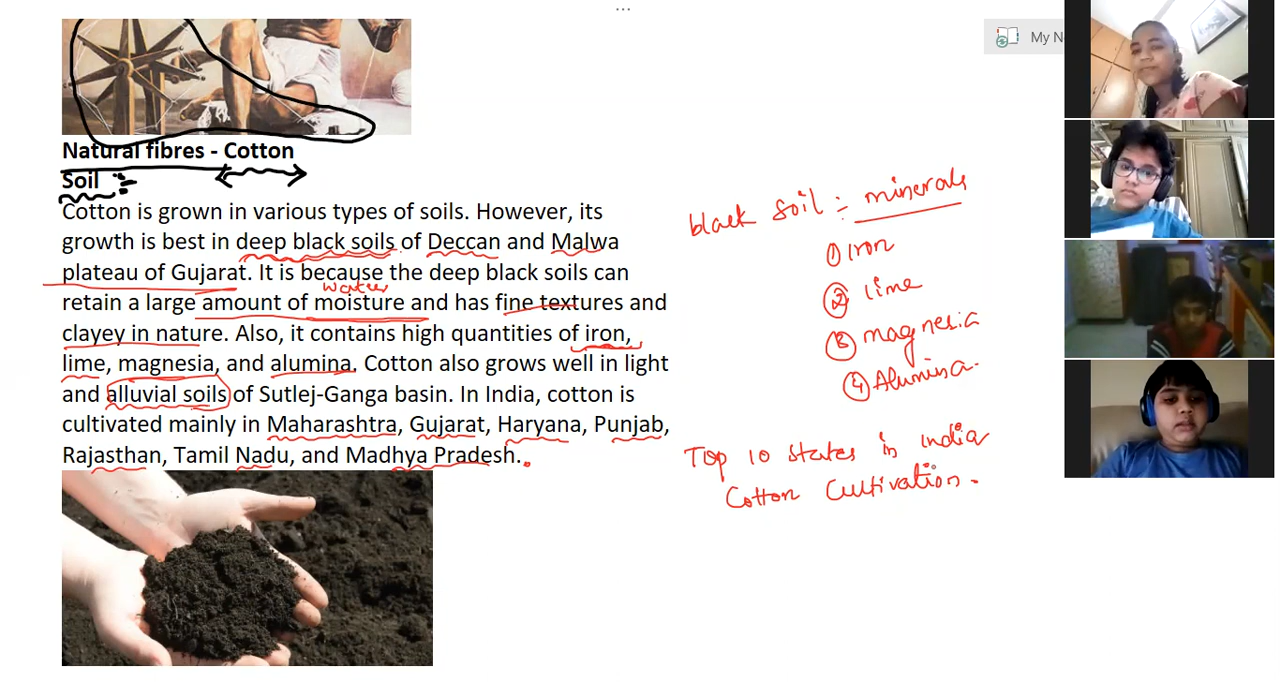 ...
My N
Natural fibres - Cotton
Soil :-
Cotton is grown in various types of soils. However, its
growth is best in deep black soils of Deccan and Malwa
plateau of Gujarat. It is because the deep black soils can
water
retain a large amount of moisture and has fine textures and
clayey in nature. Also, it contains high quantities of iron,
lime, magnesia, and alumina. Cotton also grows well in light
and alluvial soils of Sutlej-Ganga basin. In India, cotton is
cultivated mainly in Maharashtra, Gujarat, Haryana, Punjab,
Rajasthan, Tamil Nadu, and Madhya Pradesh.
black soil :- minerals
① Iron
② lime
③ magnesia
④ Alumina.
Top 10 states in india
Cotton Cultivation.